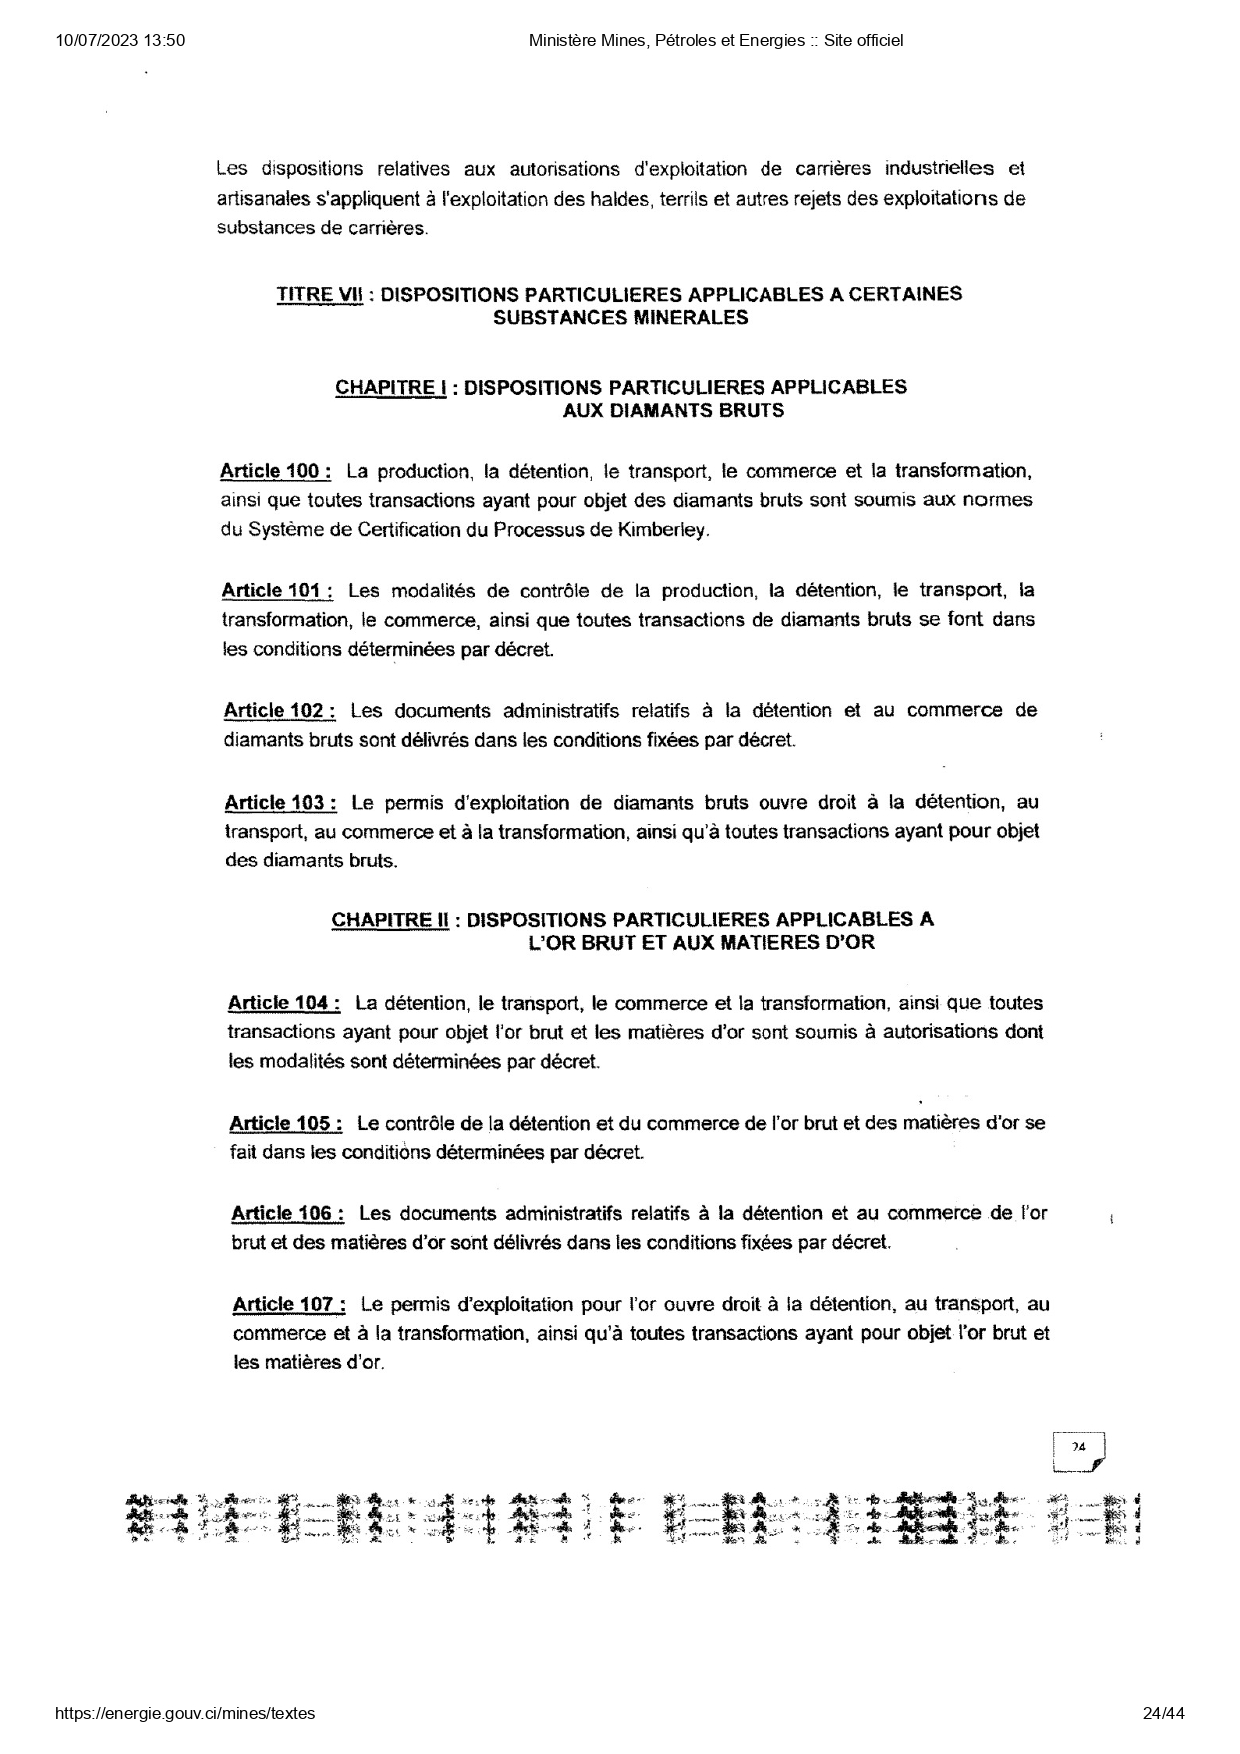 10/07/2023 13:50
Ministère Mines, Pétroles et Energies :: Site officiel
Les dispositions relatives aux autorisations d'exploitation de carrières industrielles et
artisanales s'appliquent à l'exploitation des haldes, terrils et autres rejets des exploitations de
substances de carrières.
TITRE VII : DISPOSITIONS PARTICULIERES APPLICABLES A CERTAINES
SUBSTANCES MINERALES
CHAPITRE I : DISPOSITIONS PARTICULIERES APPLICABLES
AUX DIAMANTS BRUTS
Article 100 : La production, la détention, le transport, le commerce et la transformation,
ainsi que toutes transactions ayant pour objet des diamants bruts sont soumis aux normes
du Système de Certification du Processus de Kimberley.
Article 101 : Les modalités de contrôle de la production, la détention, le transport, la
transformation, le commerce, ainsi que toutes transactions de diamants bruts se font dans
les conditions déterminées par décret.
Article 102 : Les documents administratifs relatifs à la détention et au commerce de
diamants bruts sont délivrés dans les conditions fixées par décret.
Article 103 : Le permis d'exploitation de diamants bruts ouvre droit à la détention, au
transport, au commerce et à la transformation, ainsi qu'à toutes transactions ayant pour objet
des diamants bruts.
CHAPITRE II : DISPOSITIONS PARTICULIERES APPLICABLES A
L'OR BRUT ET AUX MATIERES D'OR
Article 104 : La détention, le transport, le commerce et la transformation, ainsi que toutes
transactions ayant pour objet l'or brut et les matières d'or sont soumis à autorisations dont
les modalités sont déterminées par décret.
Article 105 : Le contrôle de la détention et du commerce de l'or brut et des matières d'or se
fait dans les conditions déterminées par décret.
Article 106 : Les documents administratifs relatifs à la détention et au commerce de l'or
brut et des matières d'or sont délivrés dans les conditions fixées par décret.
Article 107 : Le permis d'exploitation pour l'or ouvre droit à la détention, au transport, au
commerce et à la transformation, ainsi qu'à toutes transactions ayant pour objet l'or brut et
les matières d'or.
24
https://energie.gouv.ci/mines/textes
24/44